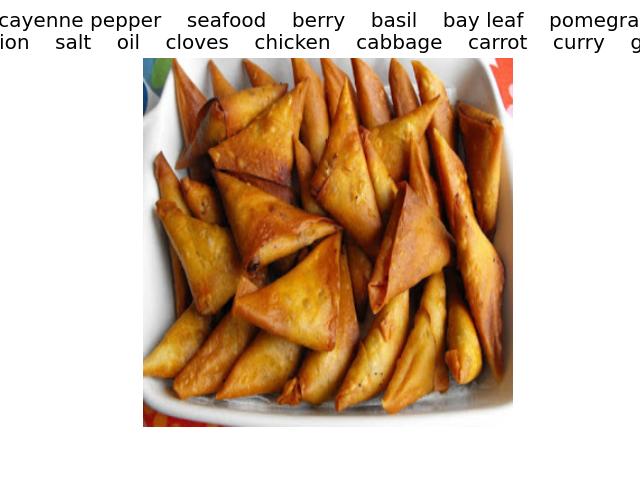 cayenne pepper seafood berry basil bay leaf pomegra
ion salt oil cloves chicken cabbage carrot curry g